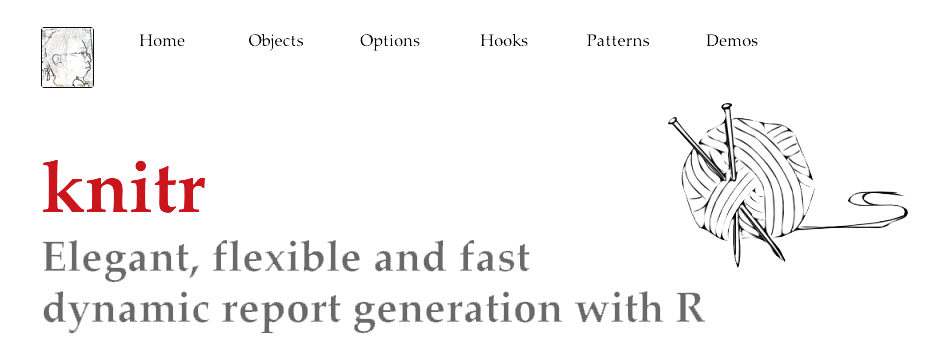 Home Objects Options Hooks Patterns Demos
knitr
Elegant, flexible and fast
dynamic report generation with R